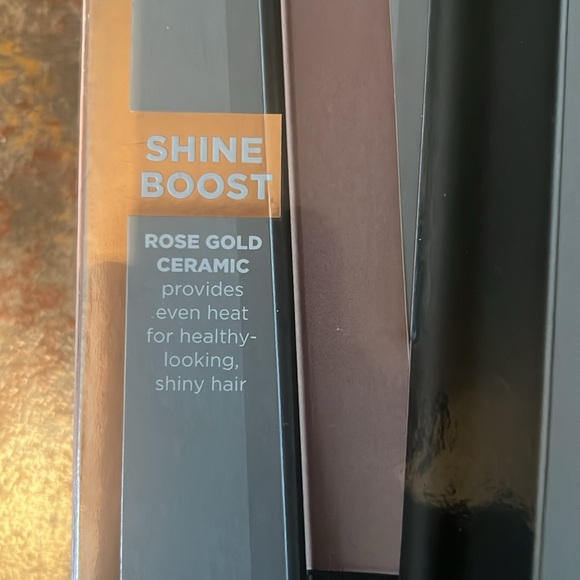 SHINE
BOOST
ROSE GOLD
CERAMIC
provides
even heat
for healthy-
looking,
shiny hair